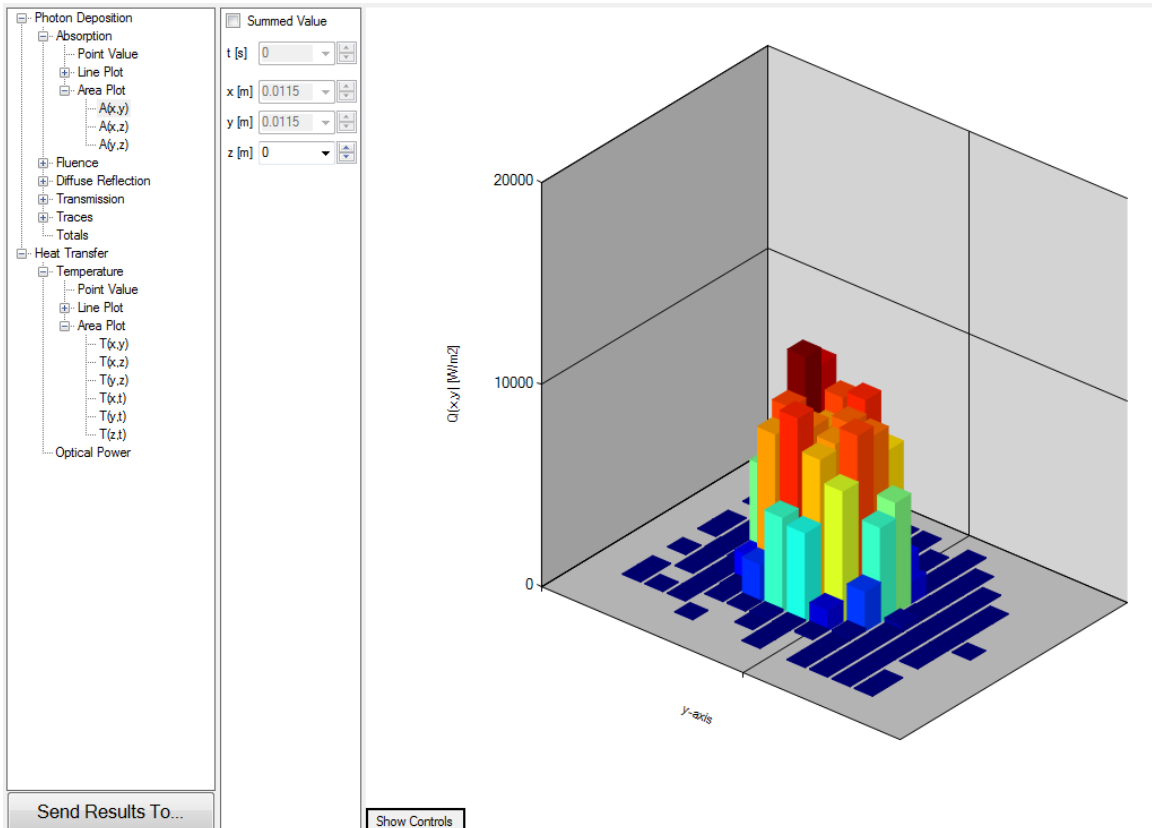 Photon Deposition
Absorption
Point Value
Line Plot
Area Plot
A(x,y)
A(x,z)
A(y,z)
Fluence
Diffuse Reflection
Transmission
Traces
Totals
Heat Transfer
Temperature
Point Value
Line Plot
Area Plot
T(x,y)
T(x,z)
T(y,z)
T(x,t)
T(y,t)
T(z,t)
Optical Power
Send Results To...
Summed Value
t [s] 0
x [m] 0.0115
y [m] 0.0115
z [m] 0
20000
10000
0
Q(x,y) [W/m2]
y-axis
Show Controls